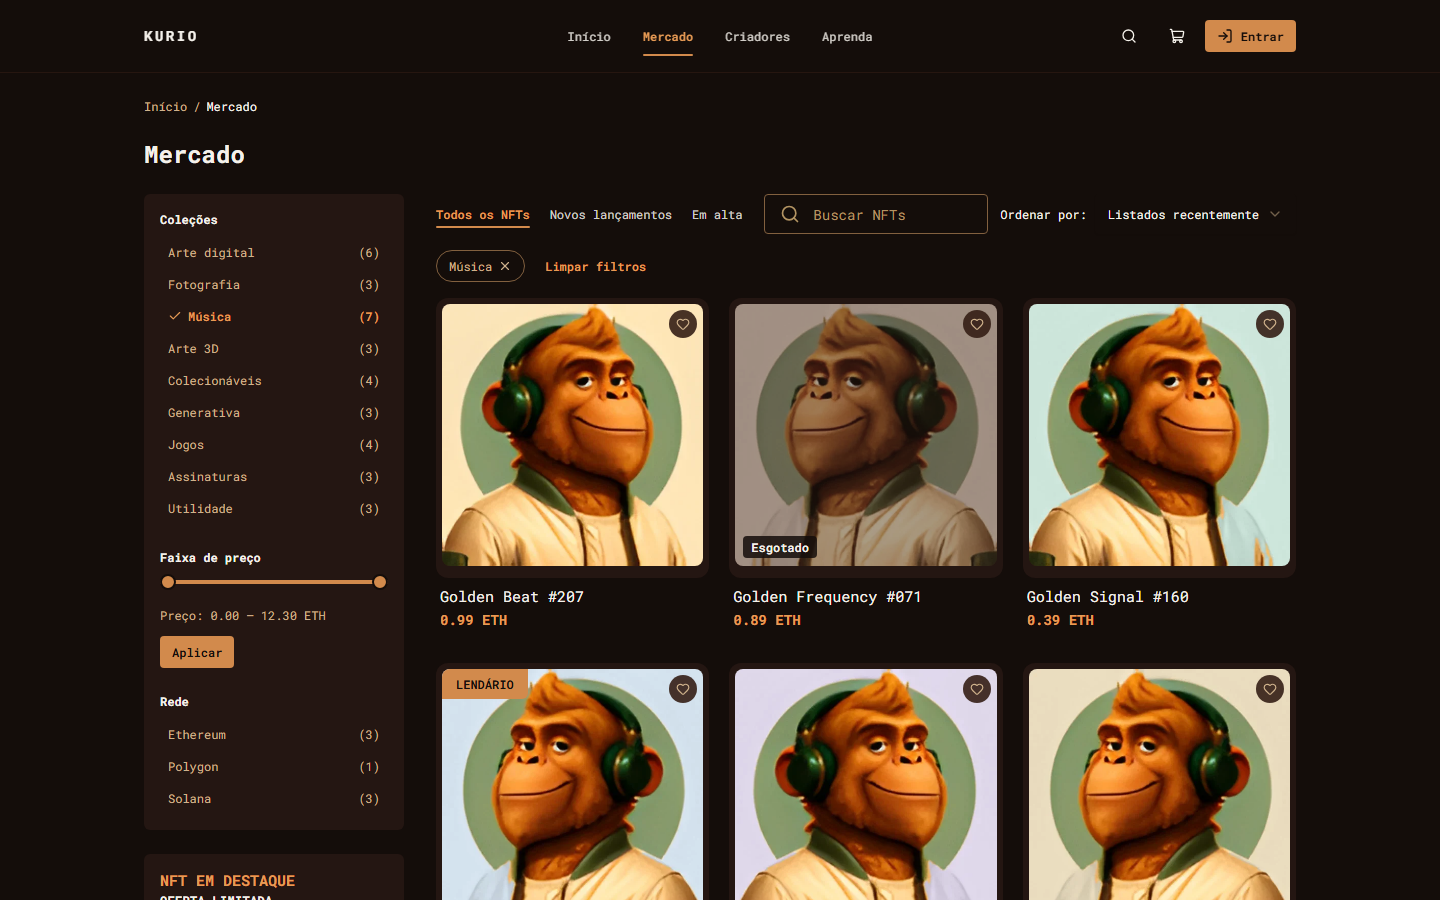 KURIO
Início
Mercado
Criadores
Aprenda
Entrar
Início / Mercado
Mercado
Coleções
Arte digital (6)
Fotografia (3)
Música (7)
Arte 3D (3)
Colecionáveis (4)
Generativa (3)
Jogos (4)
Assinaturas (3)
Utilidade (3)
Faixa de preço
Preço: 0.00 — 12.30 ETH
Aplicar
Rede
Ethereum (3)
Polygon (1)
Solana (3)
NFT EM DESTAQUE
OFERTA LIMITADA
Todos os NFTs
Novos lançamentos
Em alta
Buscar NFTs
Ordenar por: Listados recentemente
Música
Limpar filtros
Golden Beat #207
0.99 ETH
Esgotado
Golden Frequency #071
0.89 ETH
Golden Signal #160
0.39 ETH
LENDÁRIO